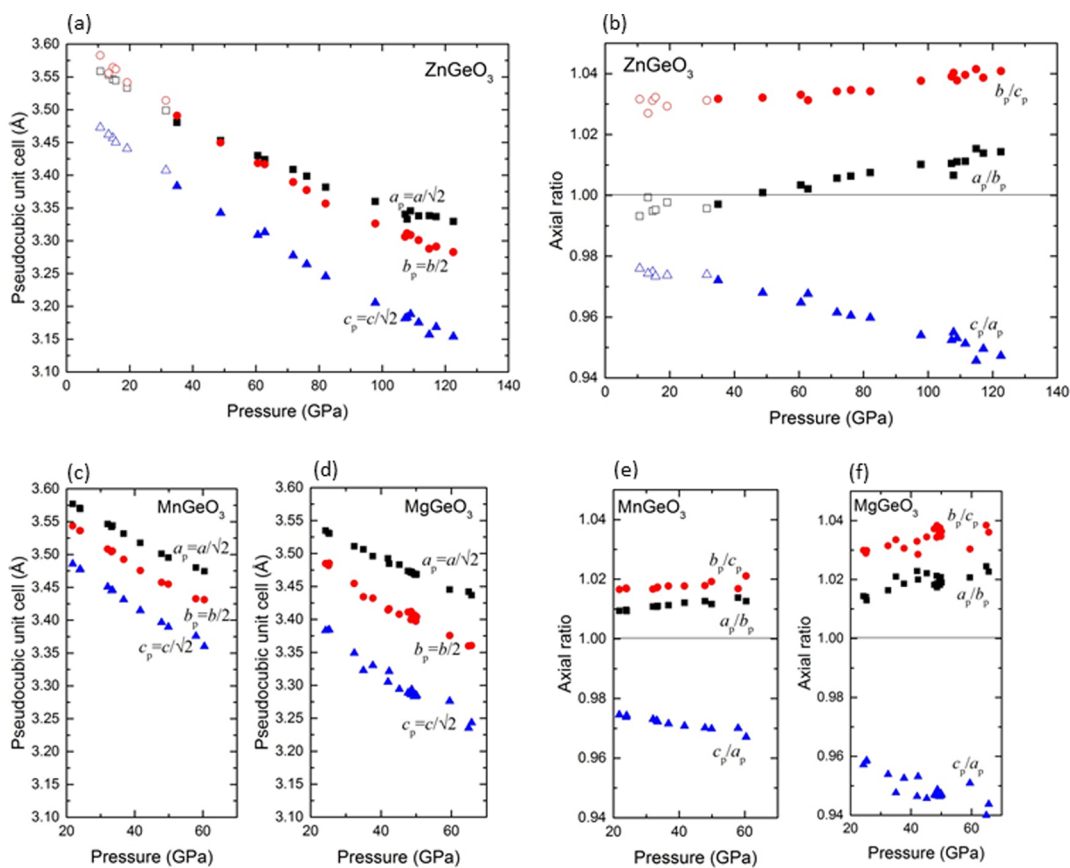 (a)
ZnGeO₃
3.60
3.55
3.50
3.45
3.40
3.35
3.30
3.25
3.20
3.15
3.10
Pseudocubic unit cell (Å)
aₚ=a/√2
bₚ=b/2
cₚ=c/√2
0 20 40 60 80 100 120 140
Pressure (GPa)
(b)
ZnGeO₃
1.04
1.02
1.00
0.98
0.96
0.94
Axial ratio
bₚ/cₚ
aₚ/bₚ
cₚ/aₚ
0 20 40 60 80 100 120 140
Pressure (GPa)
(c)
MnGeO₃
3.60
3.55
3.50
3.45
3.40
3.35
3.30
3.25
3.20
3.15
3.10
Pseudocubic unit cell (Å)
aₚ=a/√2
bₚ=b/2
cₚ=c/√2
20 40 60
Pressure (GPa)
(d)
MgGeO₃
3.60
3.55
3.50
3.45
3.40
3.35
3.30
3.25
3.20
3.15
3.10
Pseudocubic unit cell (Å)
aₚ=a/√2
bₚ=b/2
cₚ=c/√2
20 30 40 50 60
Pressure (GPa)
(e)
MnGeO₃
1.04
1.02
1.00
0.98
0.96
0.94
Axial ratio
bₚ/cₚ
aₚ/bₚ
cₚ/aₚ
20 30 40 50 60
Pressure (GPa)
(f)
MgGeO₃
1.04
1.02
1.00
0.98
0.96
0.94
Axial ratio
bₚ/cₚ
aₚ/bₚ
cₚ/aₚ
20 30 40 50 60
Pressure (GPa)